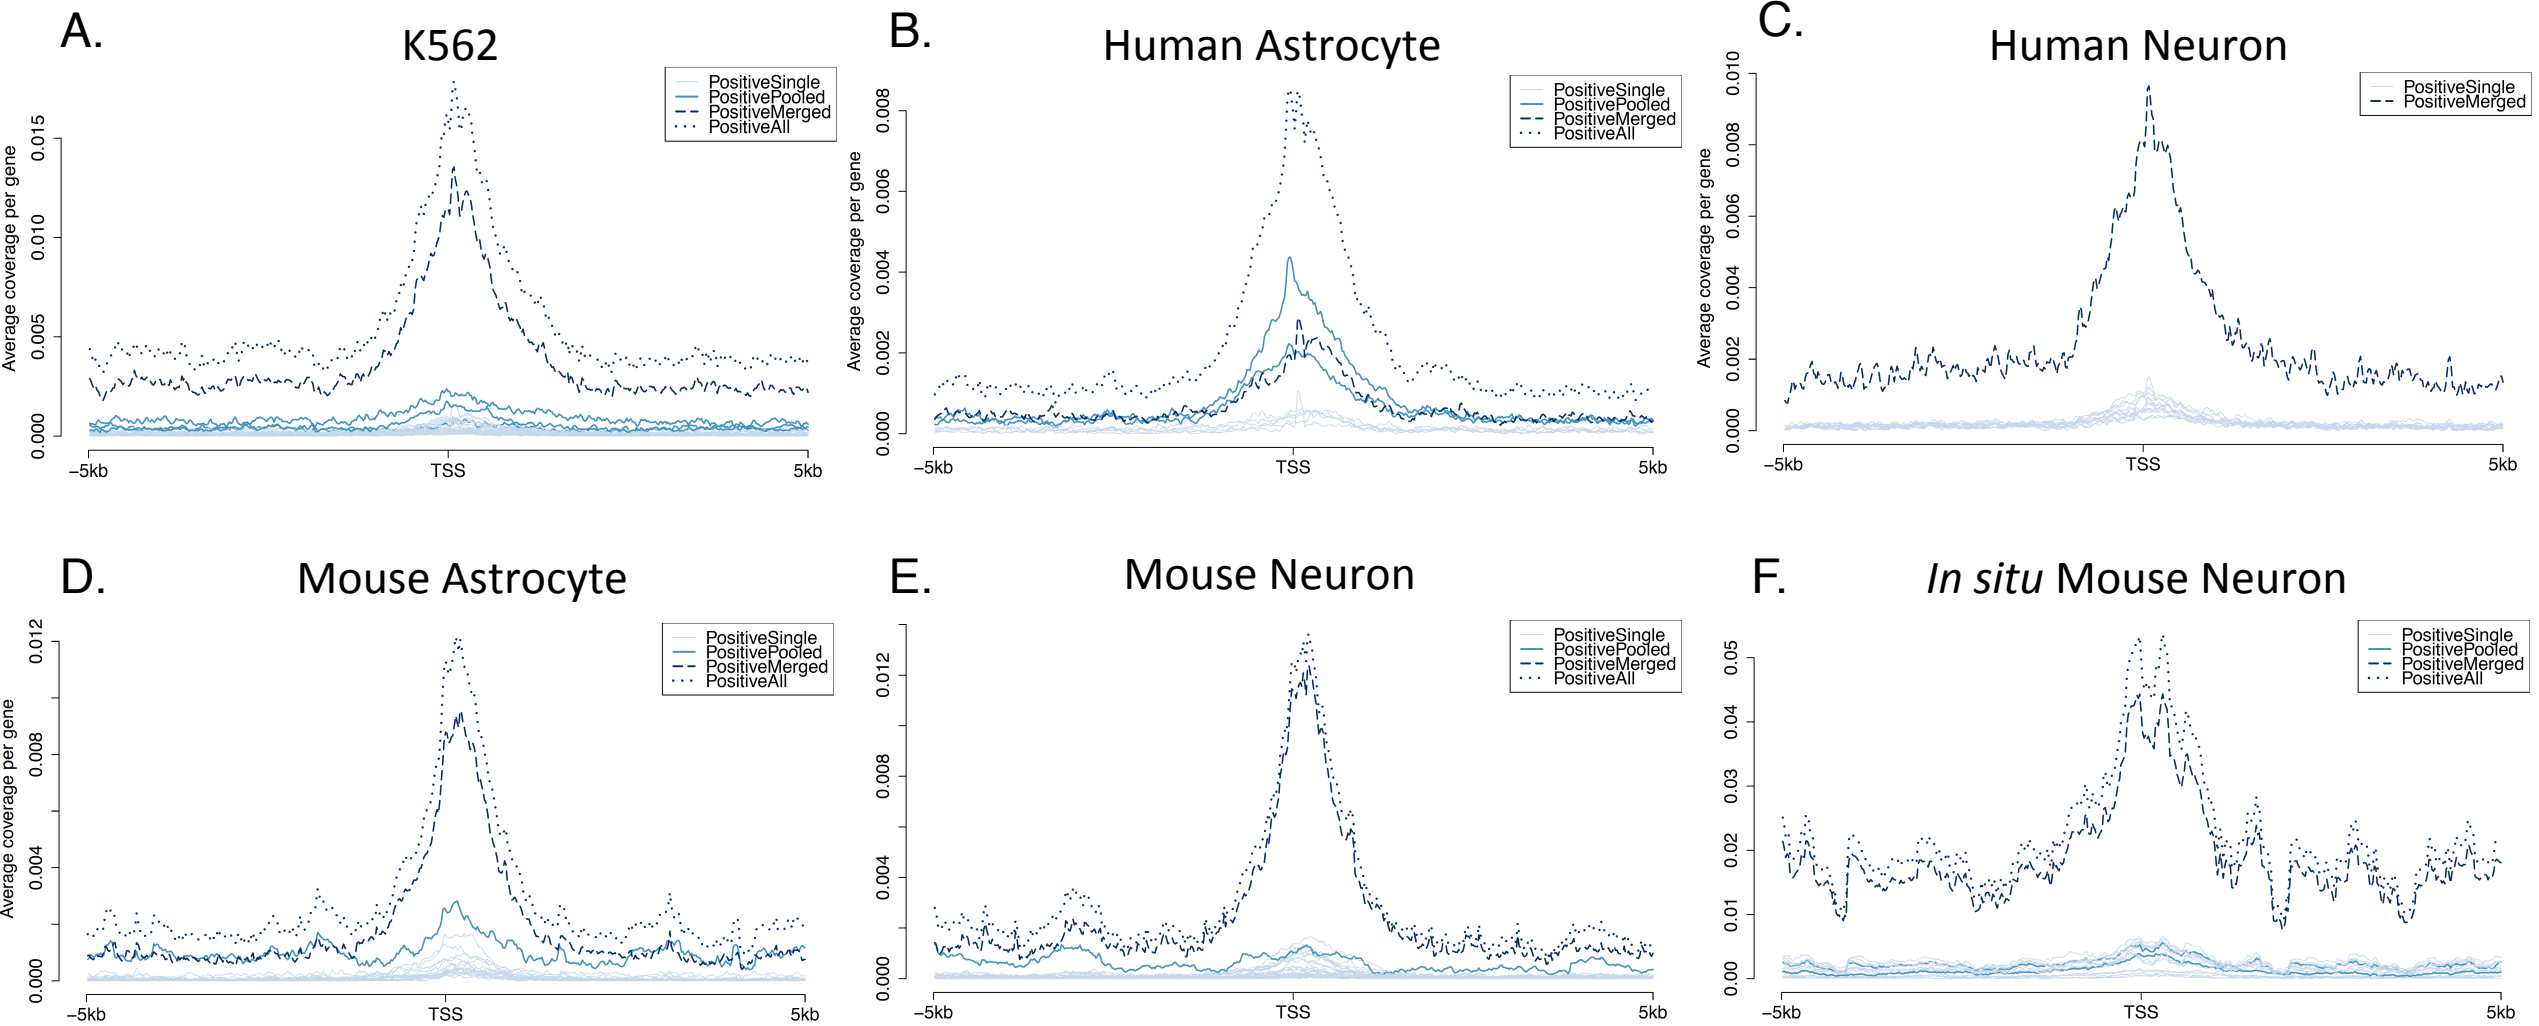 A.
K562
PositiveSingle
PositivePooled
PositiveMerged
PositiveAll
Average coverage per gene
0.015
0.010
0.005
0.000
−5kb
TSS
5kb
B.
Human Astrocyte
PositiveSingle
PositivePooled
PositiveMerged
PositiveAll
Average coverage per gene
0.008
0.006
0.004
0.002
0.000
−5kb
TSS
5kb
C.
Human Neuron
PositiveSingle
PositiveMerged
Average coverage per gene
0.010
0.008
0.006
0.004
0.002
0.000
−5kb
TSS
5kb
D.
Mouse Astrocyte
PositiveSingle
PositivePooled
PositiveMerged
PositiveAll
Average coverage per gene
0.012
0.008
0.004
0.000
−5kb
TSS
5kb
E.
Mouse Neuron
PositiveSingle
PositivePooled
PositiveMerged
PositiveAll
0.012
0.008
0.004
0.000
−5kb
TSS
5kb
F.
In situ Mouse Neuron
PositiveSingle
PositivePooled
PositiveMerged
PositiveAll
0.05
0.04
0.03
0.02
0.01
0.00
−5kb
TSS
5kb